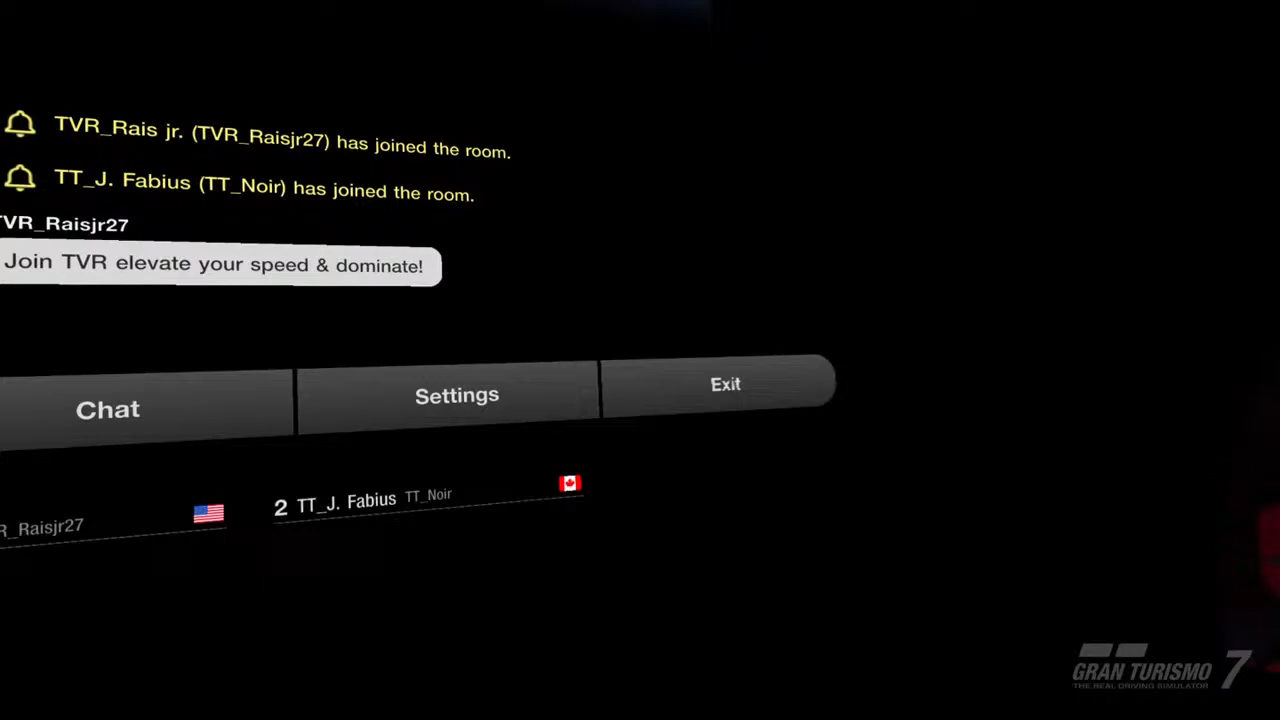 TVR_Rais jr. (TVR_Raisjr27) has joined the room.
TT_J. Fabius (TT_Noir) has joined the room.
TVR_Raisjr27
Join TVR elevate your speed & dominate!
Chat Settings Exit
R_Raisjr27 2 TT_J. Fabius TT_Noir
GRAN TURISMO 7
THE REAL DRIVING SIMULATOR